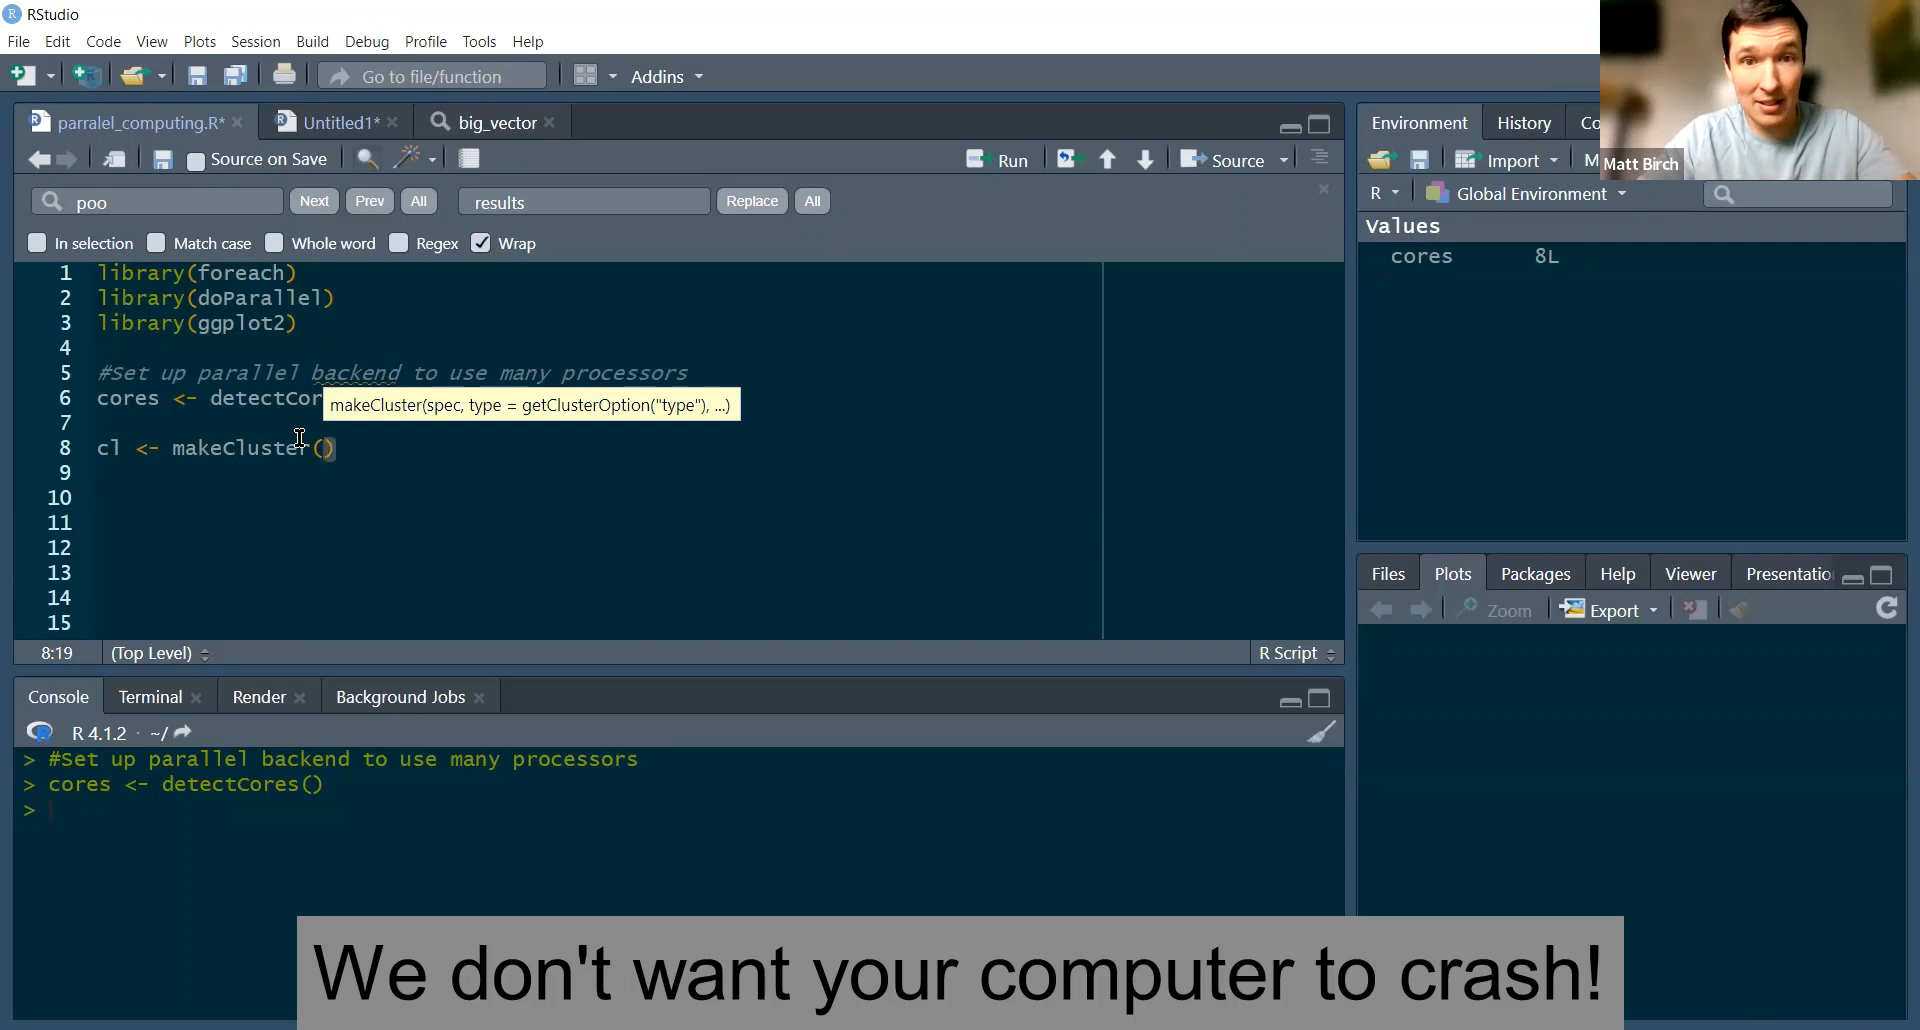 RStudio
File Edit Code View Plots Session Build Debug Profile Tools Help
Go to file/function Addins
parralel_computing.R* Untitled1* big_vector
Source on Save Run Source
poo Next Prev All results Replace All
In selection Match case Whole word Regex Wrap
1 library(foreach)
2 library(doParallel)
3 library(ggplot2)
4
5 #Set up parallel backend to use many processors
6 cores <- detectCor
makeCluster(spec, type = getClusterOption("type"), ...)
7
8 cl <- makeCluster()
9
10
11
12
13
14
15
8:19 (Top Level) R Script
Console Terminal Render Background Jobs
R 4.1.2 · ~/
> #Set up parallel backend to use many processors
> cores <- detectCores()
>
Environment History Co
Import M
Matt Birch
R Global Environment
Values
cores 8L
Files Plots Packages Help Viewer Presentatio
Zoom Export
We don't want your computer to crash!